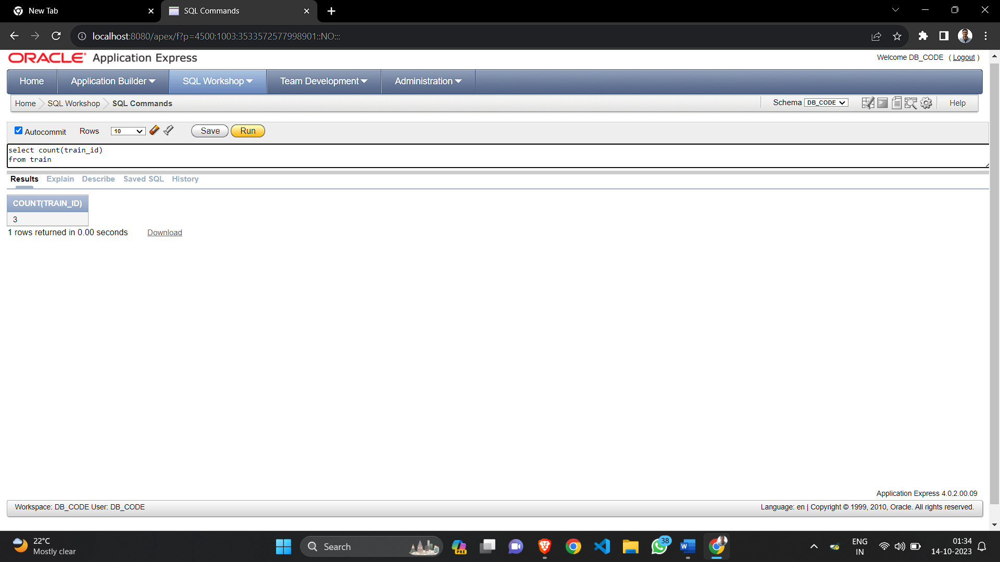 New Tab
SQL Commands
localhost:8080/apex/f?p=4500:1003:3533572577998901::NO:::
ORACLE Application Express
Welcome DB_CODE ( Logout )
Home Application Builder SQL Workshop Team Development Administration
Home SQL Workshop SQL Commands Schema DB_CODE Help
Autocommit Rows 10 Save Run
select count(train_id)
from train
Results Explain Describe Saved SQL History
COUNT(TRAIN_ID)
3
1 rows returned in 0.00 seconds Download
Application Express 4.0.2.00.09
Workspace: DB_CODE User: DB_CODE Language: en | Copyright © 1999, 2010, Oracle. All rights reserved.
22°C
Mostly clear
Search
PRE
38
ENG
IN
01:34
14-10-2023